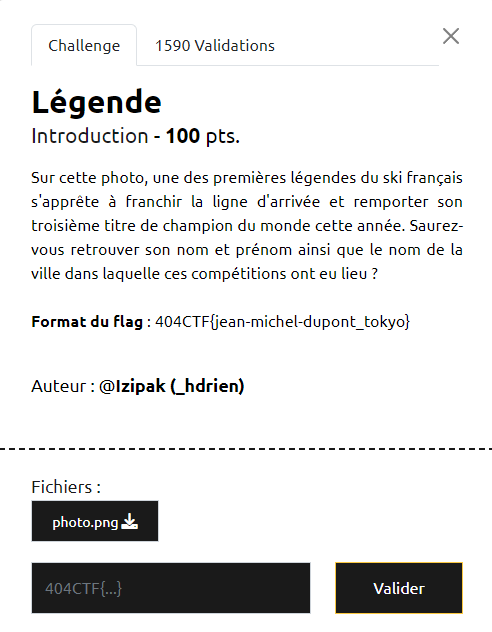 Challenge
1590 Validations
Légende
Introduction - 100 pts.
Sur cette photo, une des premières légendes du ski français
s'apprête à franchir la ligne d'arrivée et remporter son
troisième titre de champion du monde cette année. Saurez-
vous retrouver son nom et prénom ainsi que le nom de la
ville dans laquelle ces compétitions ont eu lieu ?
Format du flag : 404CTF{jean-michel-dupont_tokyo}
Auteur : @Izipak (_hdrien)
Fichiers :
photo.png
404CTF{...}
Valider